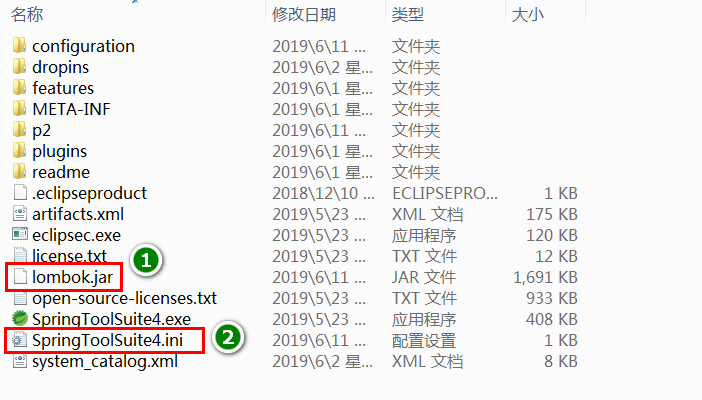 名称 修改日期 类型 大小
configuration 2019\6\11 ... 文件夹
dropins 2019\6\2 星... 文件夹
features 2019\6\1 星... 文件夹
META-INF 2019\6\1 星... 文件夹
p2 2019\6\11 ... 文件夹
plugins 2019\6\1 星... 文件夹
readme 2019\6\1 星... 文件夹
.eclipseproduct 2018\12\10 ... ECLIPSEPRO... 1 KB
artifacts.xml 2019\5\23 ... XML 文档 175 KB
eclipsec.exe 2019\5\23 ... 应用程序 120 KB
license.txt 2019\5\23 ... TXT 文件 12 KB
1
lombok.jar 2019\6\11 ... JAR 文件 1,691 KB
open-source-licenses.txt 2019\5\23 ... TXT 文件 933 KB
SpringToolSuite4.exe 2019\5\23 ... 应用程序 408 KB
SpringToolSuite4.ini 2019\6\11 ... 配置设置 1 KB
2
system_catalog.xml 2019\6\2 星... XML 文档 8 KB